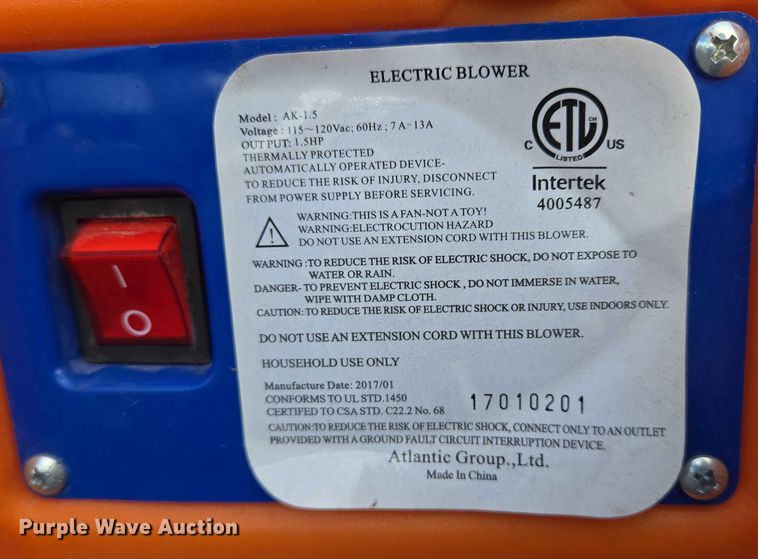 ELECTRIC BLOWER
Model : AK-1.5
Voltage : 115～120Vac; 60Hz ; 7 A- 13A
OUTPUT: 1.5HP
THERMALLY PROTECTED
AUTOMATICALLY OPERATED DEVICE-
TO REDUCE THE RISK OF INJURY, DISCONNECT
FROM POWER SUPPLY BEFORE SERVICING.
ETL CM
LISTED
C US
Intertek
4005487
WARNING:THIS IS A FAN-NOT A TOY!
WARNING:ELECTROCUTION HAZARD
DO NOT USE AN EXTENSION CORD WITH THIS BLOWER.
WARNING :TO REDUCE THE RISK OF ELECTRIC SHOCK, DO NOT EXPOSE TO
WATER OR RAIN.
DANGER- TO PREVENT ELECTRIC SHOCK , DO NOT IMMERSE IN WATER,
WIPE WITH DAMP CLOTH.
CAUTION: TO REDUCE THE RISK OF ELECTRIC SHOCK OR INJURY, USE INDOORS ONLY.
DO NOT USE AN EXTENSION CORD WITH THIS BLOWER.
HOUSEHOLD USE ONLY
Manufacture Date: 2017/01
CONFORMS TO UL STD.1450
CERTIFED TO CSA STD. C22.2 No. 68
17010201
CAUTION:TO REDUCE THE RISK OF ELECTRIC SHOCK, CONNECT ONLY TO AN OUTLET
PROVIDED WITH A GROUND FAULT CIRCUIT INTERRUPTION DEVICE.
Atlantic Group.,Ltd.
Made In China
I
O
Purple Wave Auction